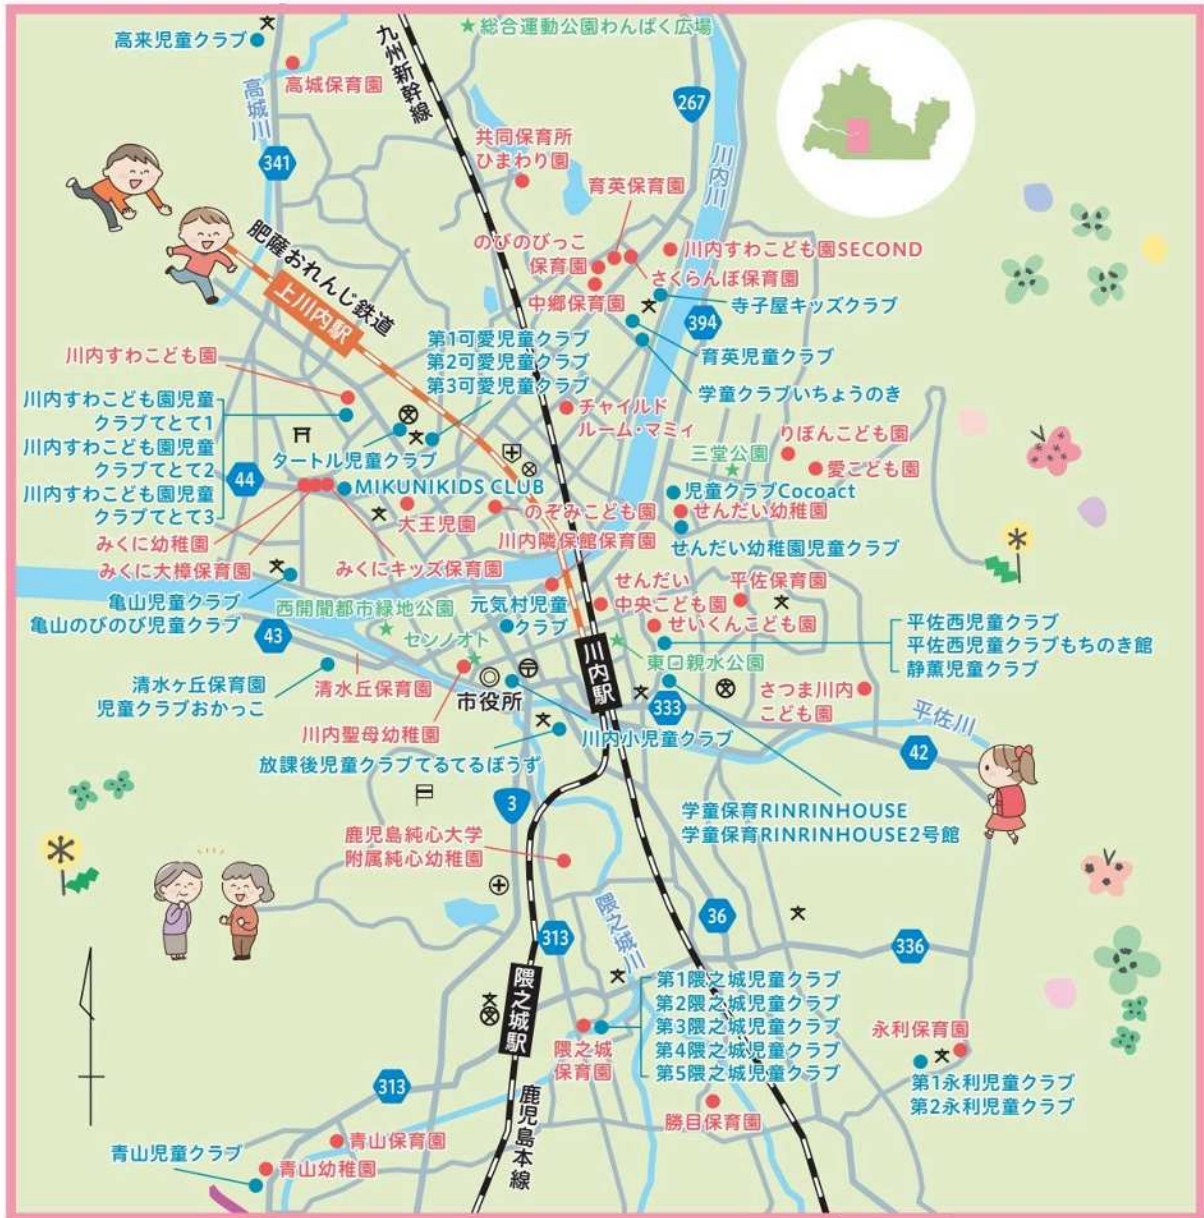 高来児童クラブ
高城保育園
高城川
341
九州新幹線
★総合運動公園わんぱく広場
267
川内川
共同保育所
ひまわり園
育英保育園
のびのびっこ
保育園
川内すわこども園SECOND
さくらんぼ保育園
中郷保育園
寺子屋キッズクラブ
394
育英児童クラブ
学童クラブいちょうのき
肥薩おれんじ鉄道
上川内駅
第1可愛児童クラブ
第2可愛児童クラブ
第3可愛児童クラブ
川内すわこども園
川内すわこども園児童
クラブてとて1
川内すわこども園児童
クラブてとて2
川内すわこども園児童
クラブてとて3
タートル児童クラブ
チャイルド
ルーム・マミィ
りぼんこども園
三堂公園
愛こども園
44
MIKUNIKIDS CLUB
児童クラブCocoact
せんだい幼稚園
せんだい幼稚園児童クラブ
大王児園
のぞみこども園
川内隣保館保育園
みくに幼稚園
みくに大樟保育園
みくにキッズ保育園
亀山児童クラブ
亀山のびのび児童クラブ
43
西開聞都市緑地公園
センノオト
元気村児童
クラブ
せんだい
中央こども園
平佐保育園
せいくんこども園
平佐西児童クラブ
平佐西児童クラブもちのき館
静薫児童クラブ
川内駅
東口親水公園
清水ヶ丘保育園
児童クラブおかっこ
清水丘保育園
市役所
川内聖母幼稚園
333
さつま川内
こども園
平佐川
42
川内小児童クラブ
放課後児童クラブてるてるぼうず
3
学童保育RINRINHOUSE
学童保育RINRINHOUSE2号館
鹿児島純心大学
附属純心幼稚園
隈之城川
313
36
336
隈之城駅
第1隈之城児童クラブ
第2隈之城児童クラブ
第3隈之城児童クラブ
第4隈之城児童クラブ
第5隈之城児童クラブ
隈之城
保育園
永利保育園
第1永利児童クラブ
第2永利児童クラブ
313
鹿児島本線
勝目保育園
青山保育園
青山児童クラブ
青山幼稚園